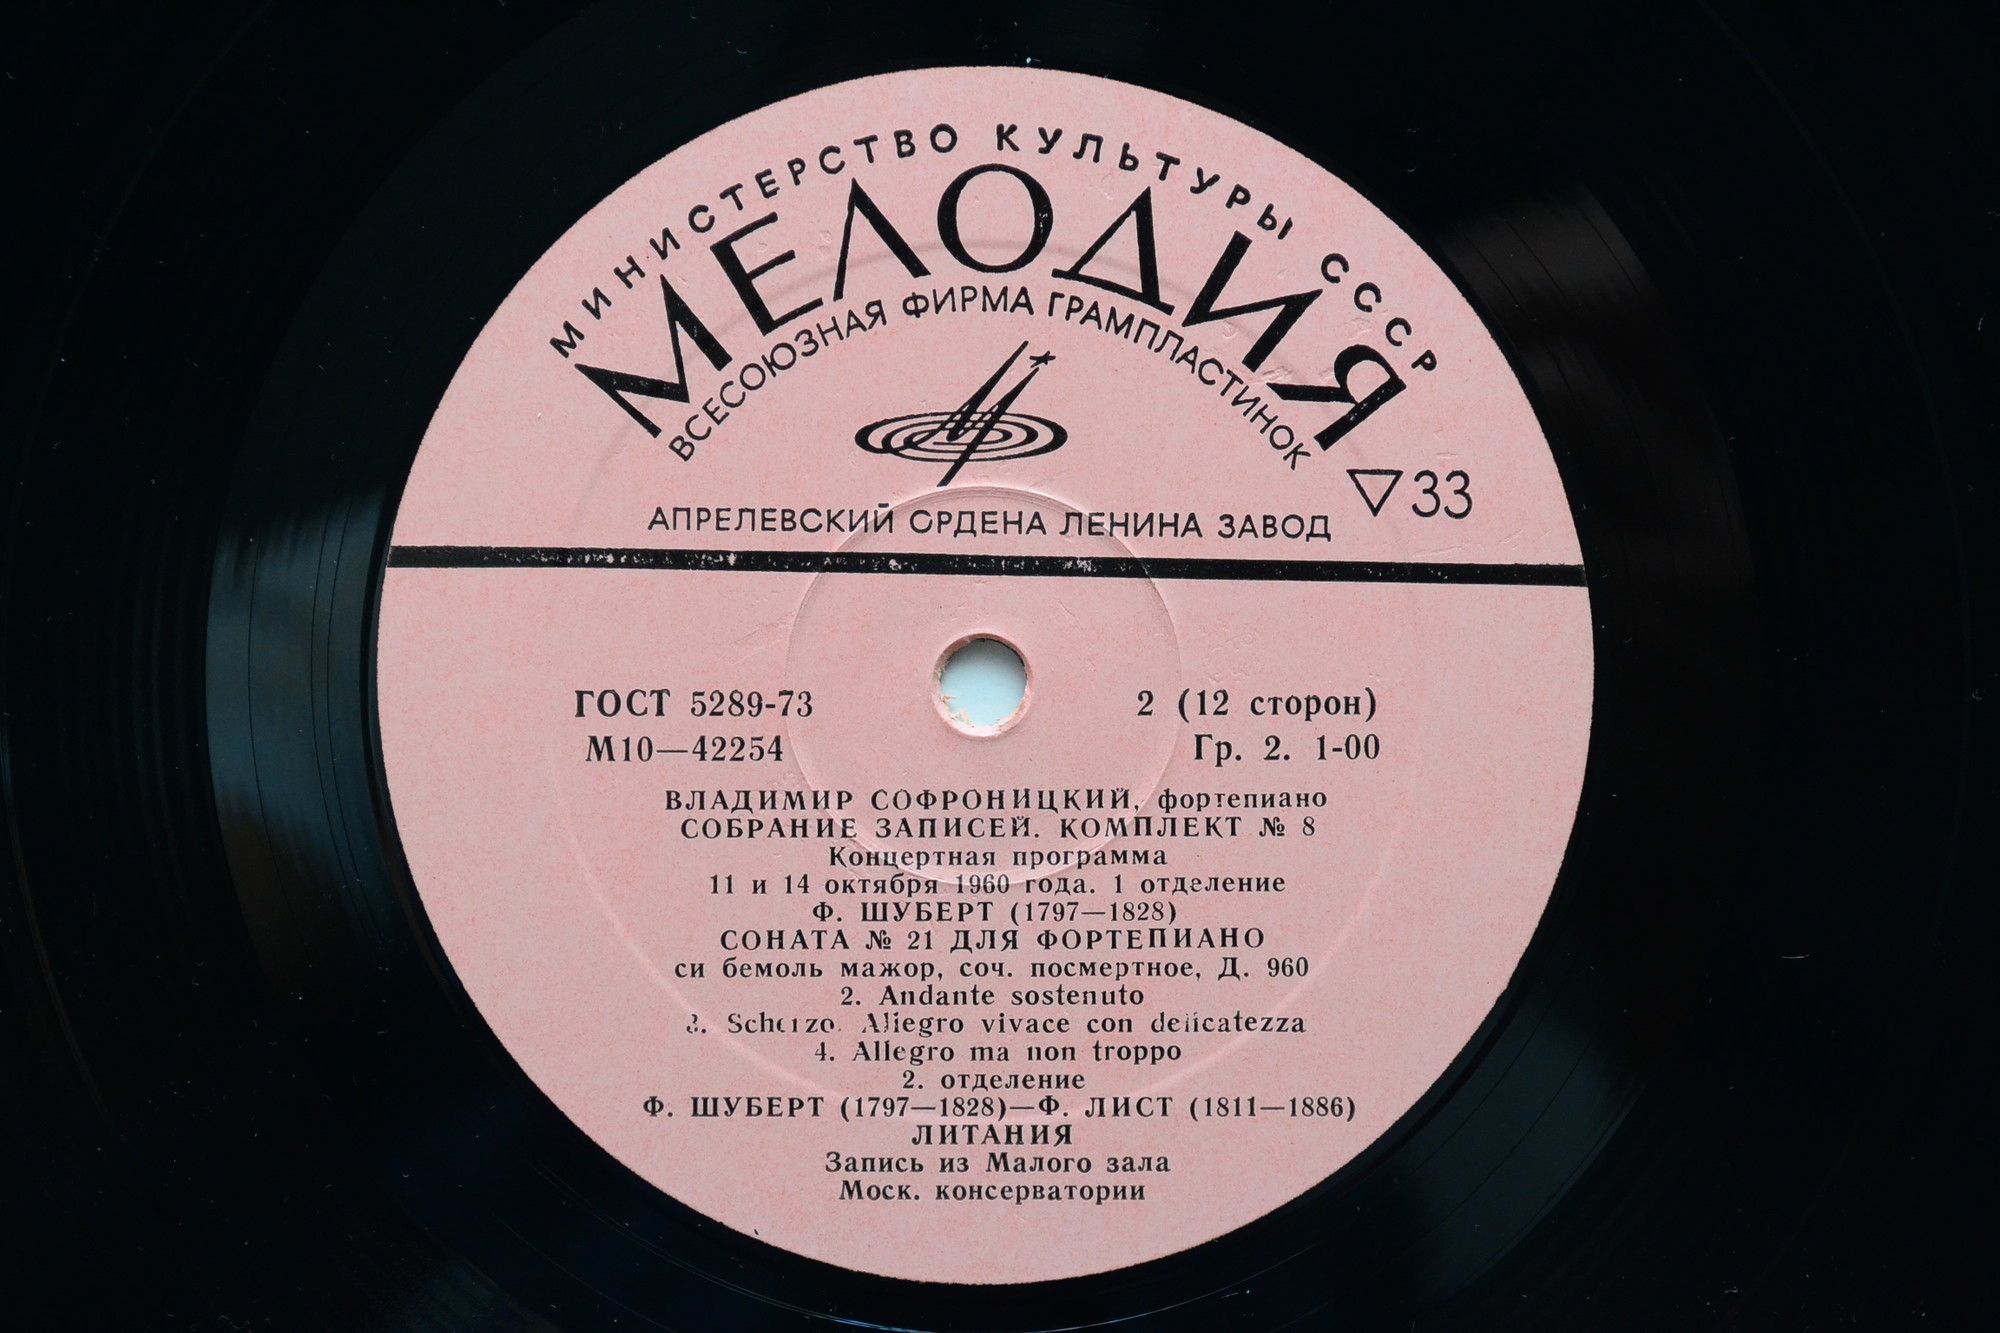 МИНИСТЕРСТВО КУЛЬТУРЫ СССР
МЕЛОДИЯ
ВСЕСОЮЗНАЯ ФИРМА ГРАМПЛАСТИНОК
33
АПРЕЛЕВСКИЙ ОРДЕНА ЛЕНИНА ЗАВОД
ГОСТ 5289-73 2 (12 сторон)
М10—42254 Гр. 2. 1-00
ВЛАДИМИР СОФРОНИЦКИЙ, фортепиано
СОБРАНИЕ ЗАПИСЕЙ. КОМПЛЕКТ № 8
Концертная программа
11 и 14 октября 1960 года. 1 отделение
Ф. ШУБЕРТ (1797—1828)
СОНАТА № 21 ДЛЯ ФОРТЕПИАНО
си бемоль мажор, соч. посмертное, Д. 960
2. Andante sostenuto
3. Scherzo. Allegro vivace con delicatezza
4. Allegro ma non troppo
2. отделение
Ф. ШУБЕРТ (1797—1828)—Ф. ЛИСТ (1811—1886)
ЛИТАНИЯ
Запись из Малого зала
Моск. консерватории